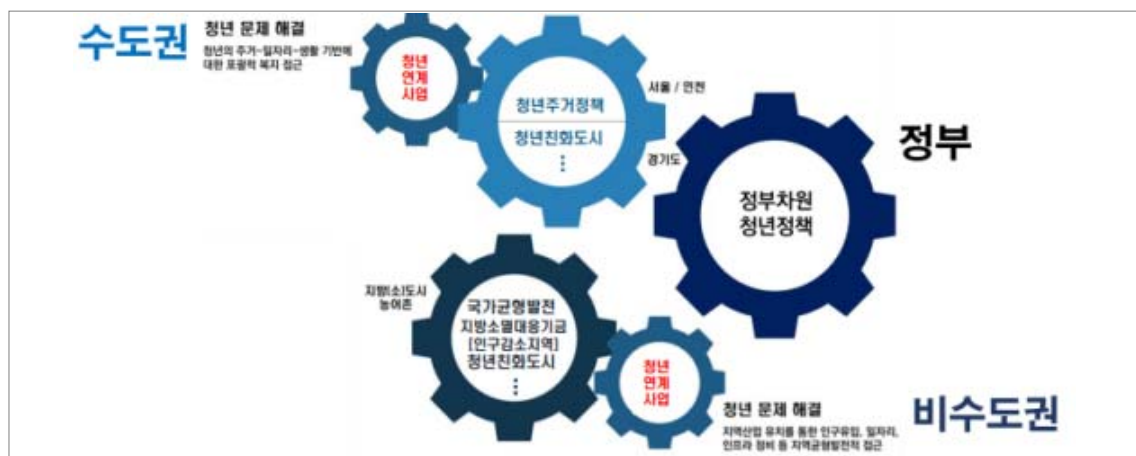 수도권
청년 문제 해결
청년의 주거-일자리-생활 기반에
대한 포괄적 복지 접근
청년
연계
사업
청년주거정책
청년친화도시
⋮
서울 / 인천
경기도
정부
정부차원
청년정책
지방(소)도시
농어촌
국가균형발전
지방소멸대응기금
[인구감소지역]
청년친화도시
⋮
청년
연계
사업
청년 문제 해결
지역산업 유치를 통한 인구유입, 일자리,
인프라 정비 등 지역균형발전적 접근
비수도권